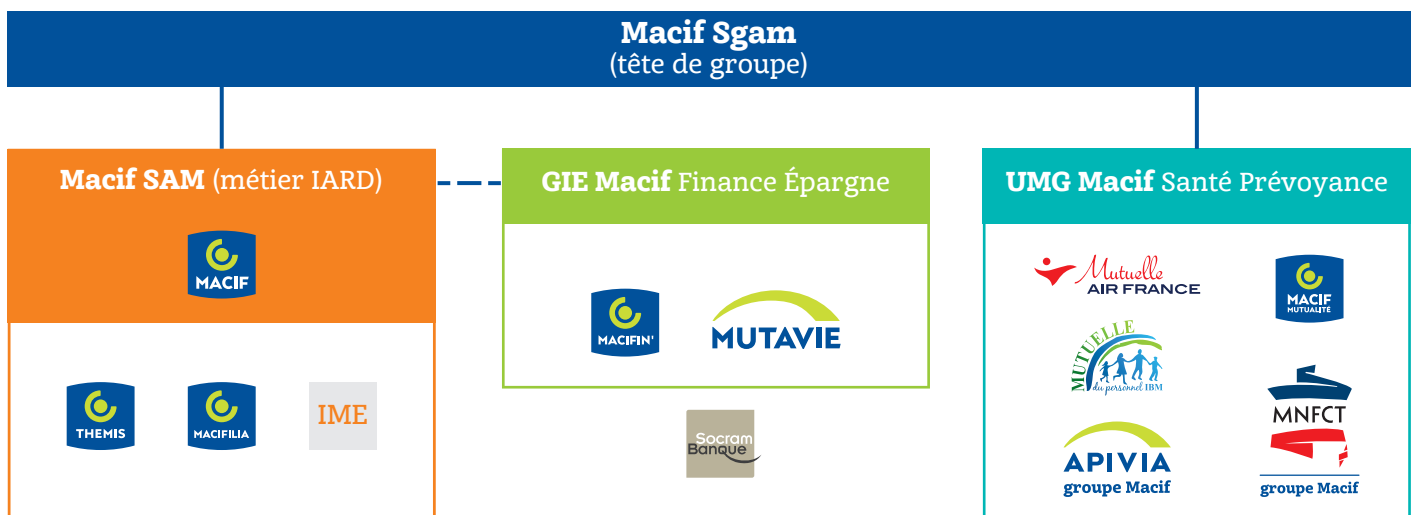 Macif Sgam
(tête de groupe)
Macif SAM (métier IARD)
MACIF
THEMIS
MACIFILIA
IME
GIE Macif Finance Épargne
MACIFIN'
MUTAVIE
Socram
Banque
UMG Macif Santé Prévoyance
Mutuelle
AIR FRANCE
MACIF
MUTUALITÉ
MUTUELLE
du personnel IBM
MNFCT
groupe Macif
APIVIA
groupe Macif